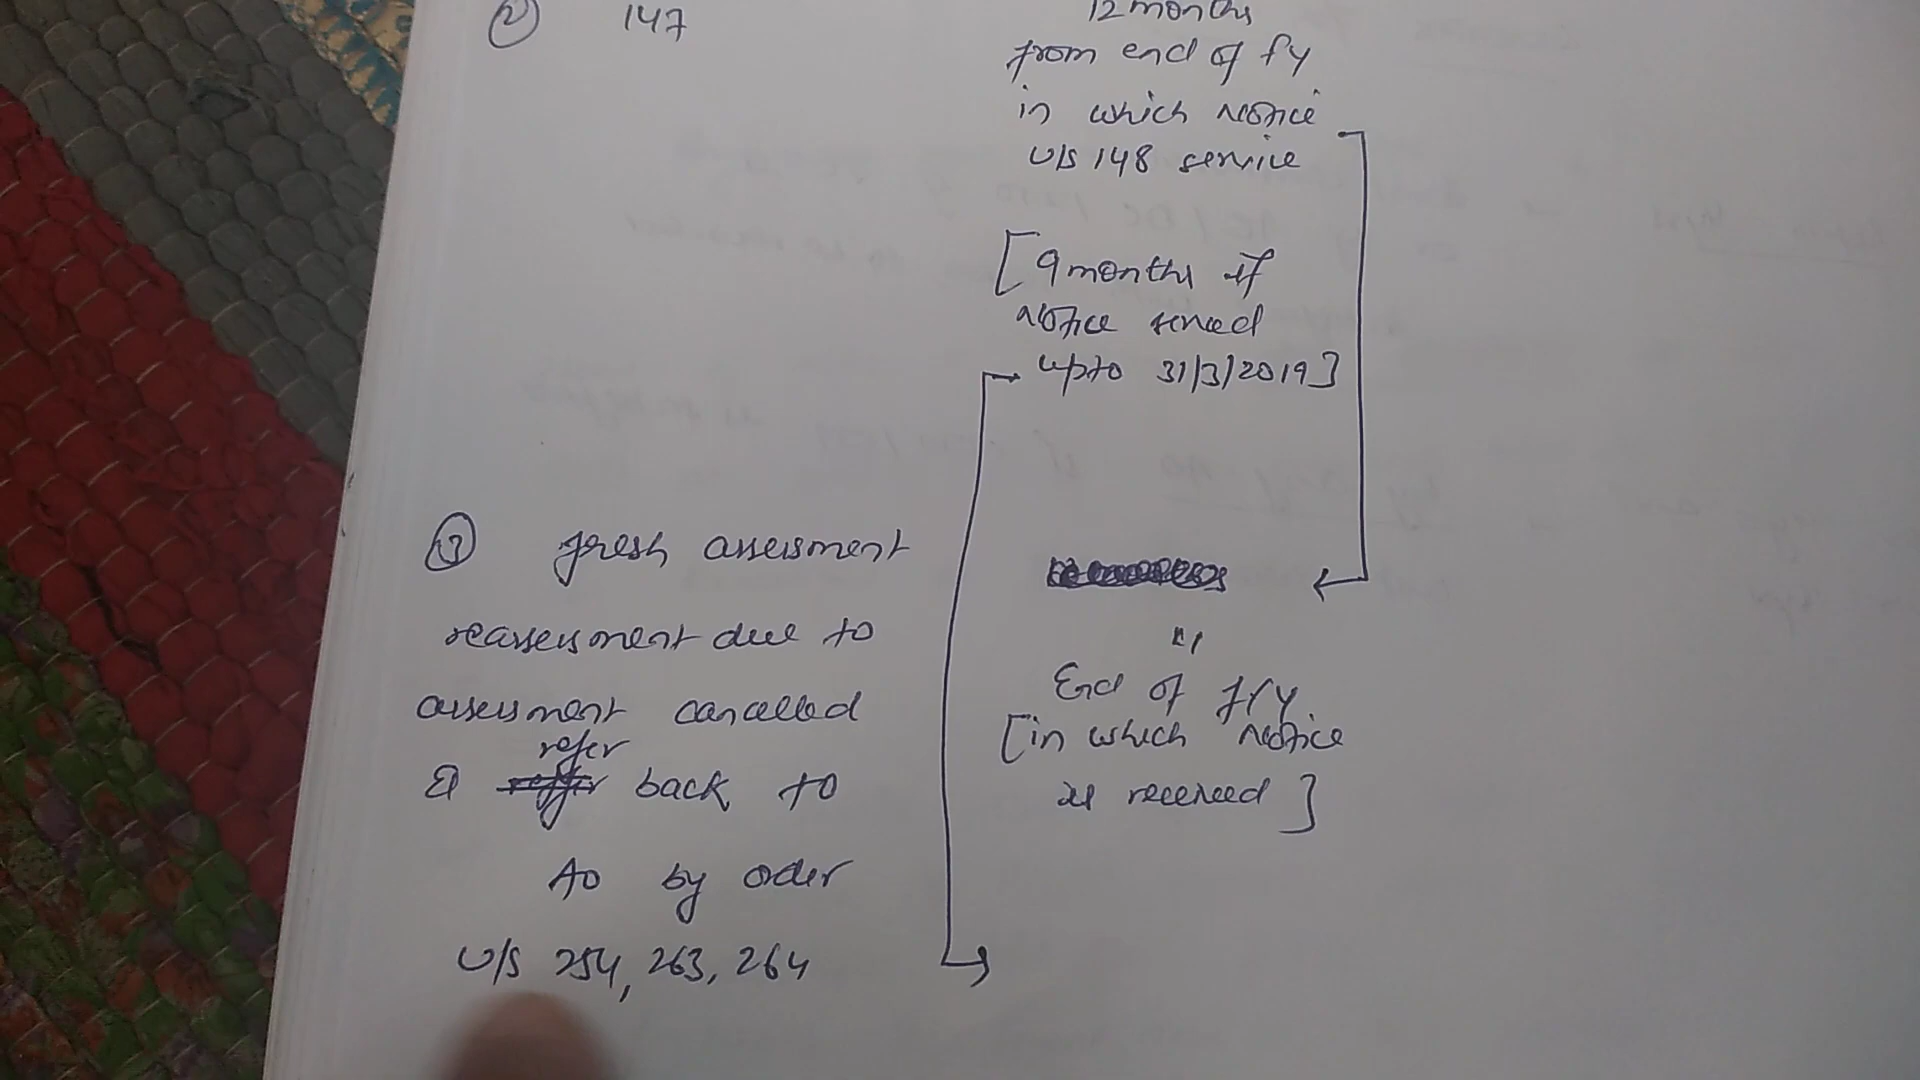 ② 147
12 months
from end of fy
in which notice
U/s 148 service
[9 months if
notice served
upto 31/3/2019]
③ fresh assessment
reassessment due to
assessment cancelled
refer
back to
AO by order
U/s 254, 263, 264
"
End of f/y
[in which notice
is received]